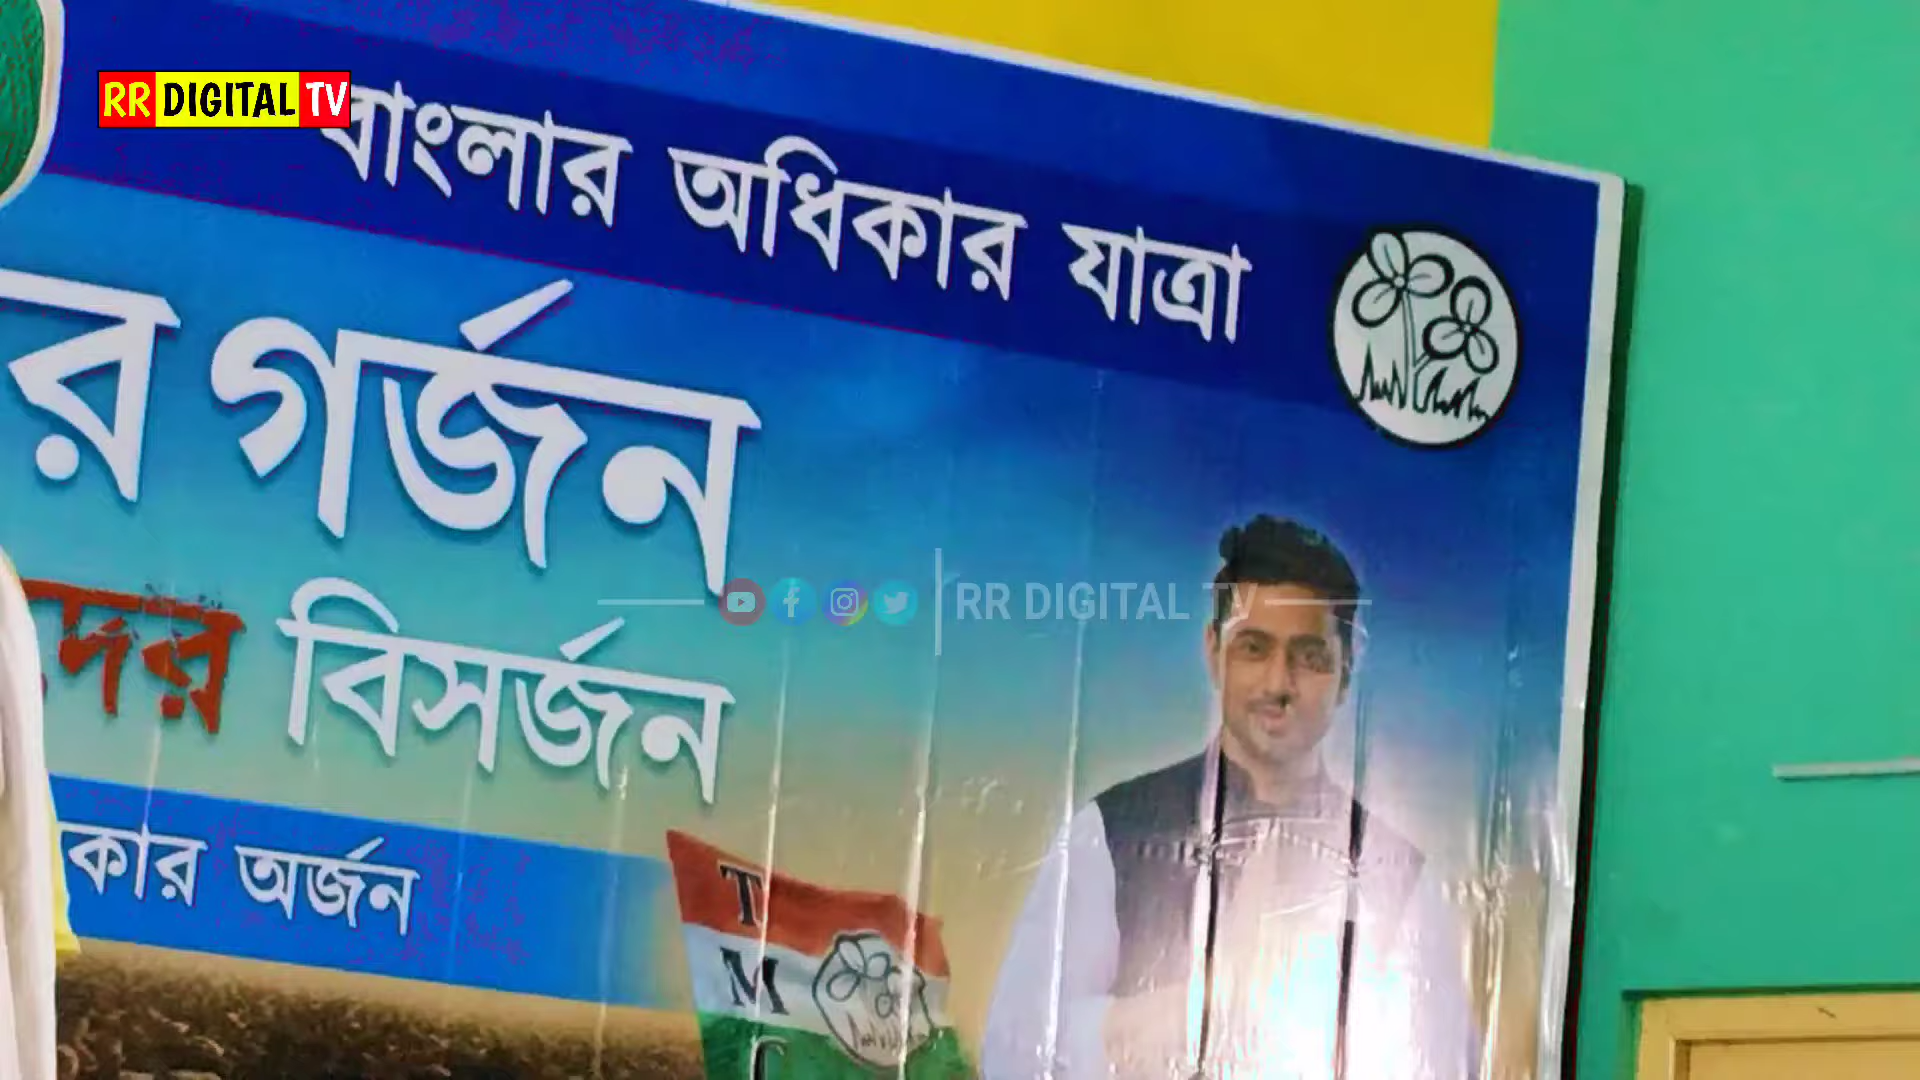 RR DIGITAL TV
বাংলার অধিকার যাত্রা
র গর্জন
দের বিসর্জন
RR DIGITAL TV
কার অর্জন
T
M
C